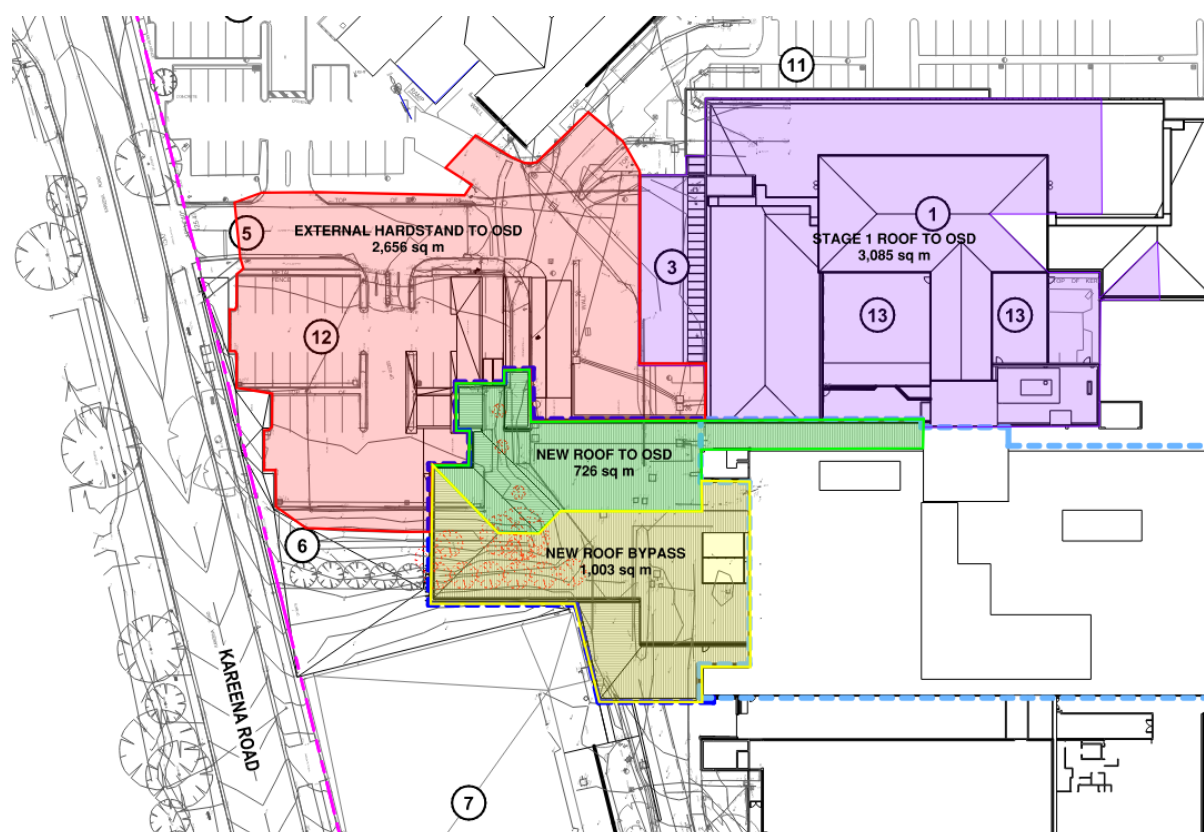 11
1
EXTERNAL HARDSTAND TO OSD
2,656 sq m
5
STAGE 1 ROOF TO OSD
3,085 sq m
3
12
13
13
NEW ROOF TO OSD
726 sq m
6
NEW ROOF BYPASS
1,003 sq m
KAREENA ROAD
7